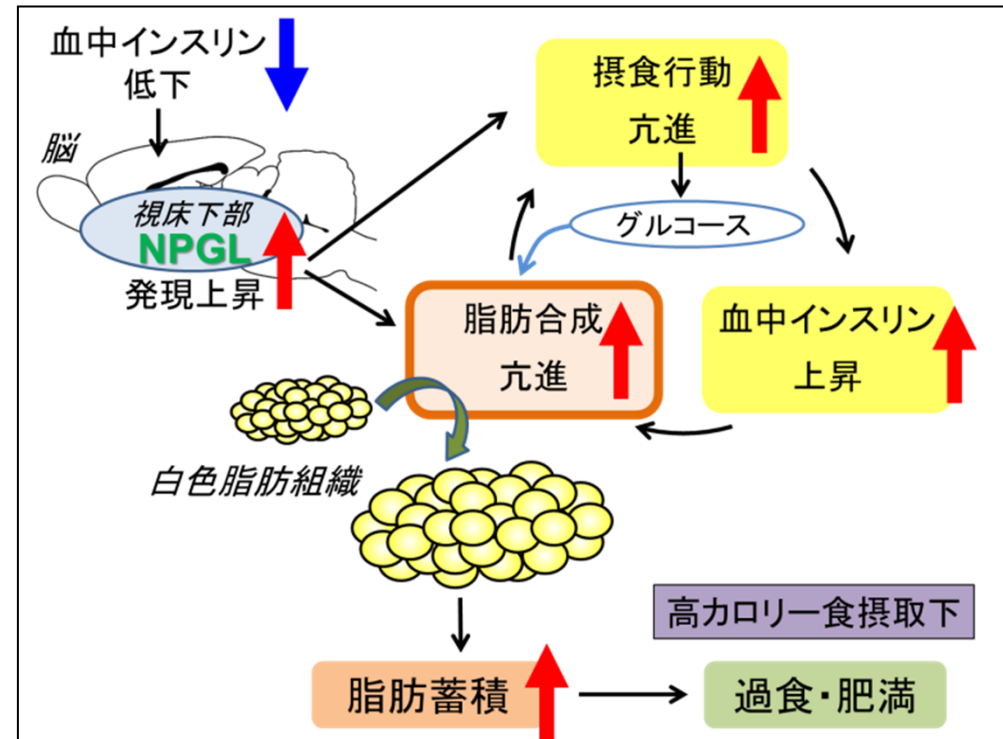 血中インスリン
低下
脳
視床下部
NPGL
発現上昇
摂食行動
亢進
グルコース
脂肪合成
亢進
血中インスリン
上昇
白色脂肪組織
高カロリー食摂取下
脂肪蓄積
過食・肥満